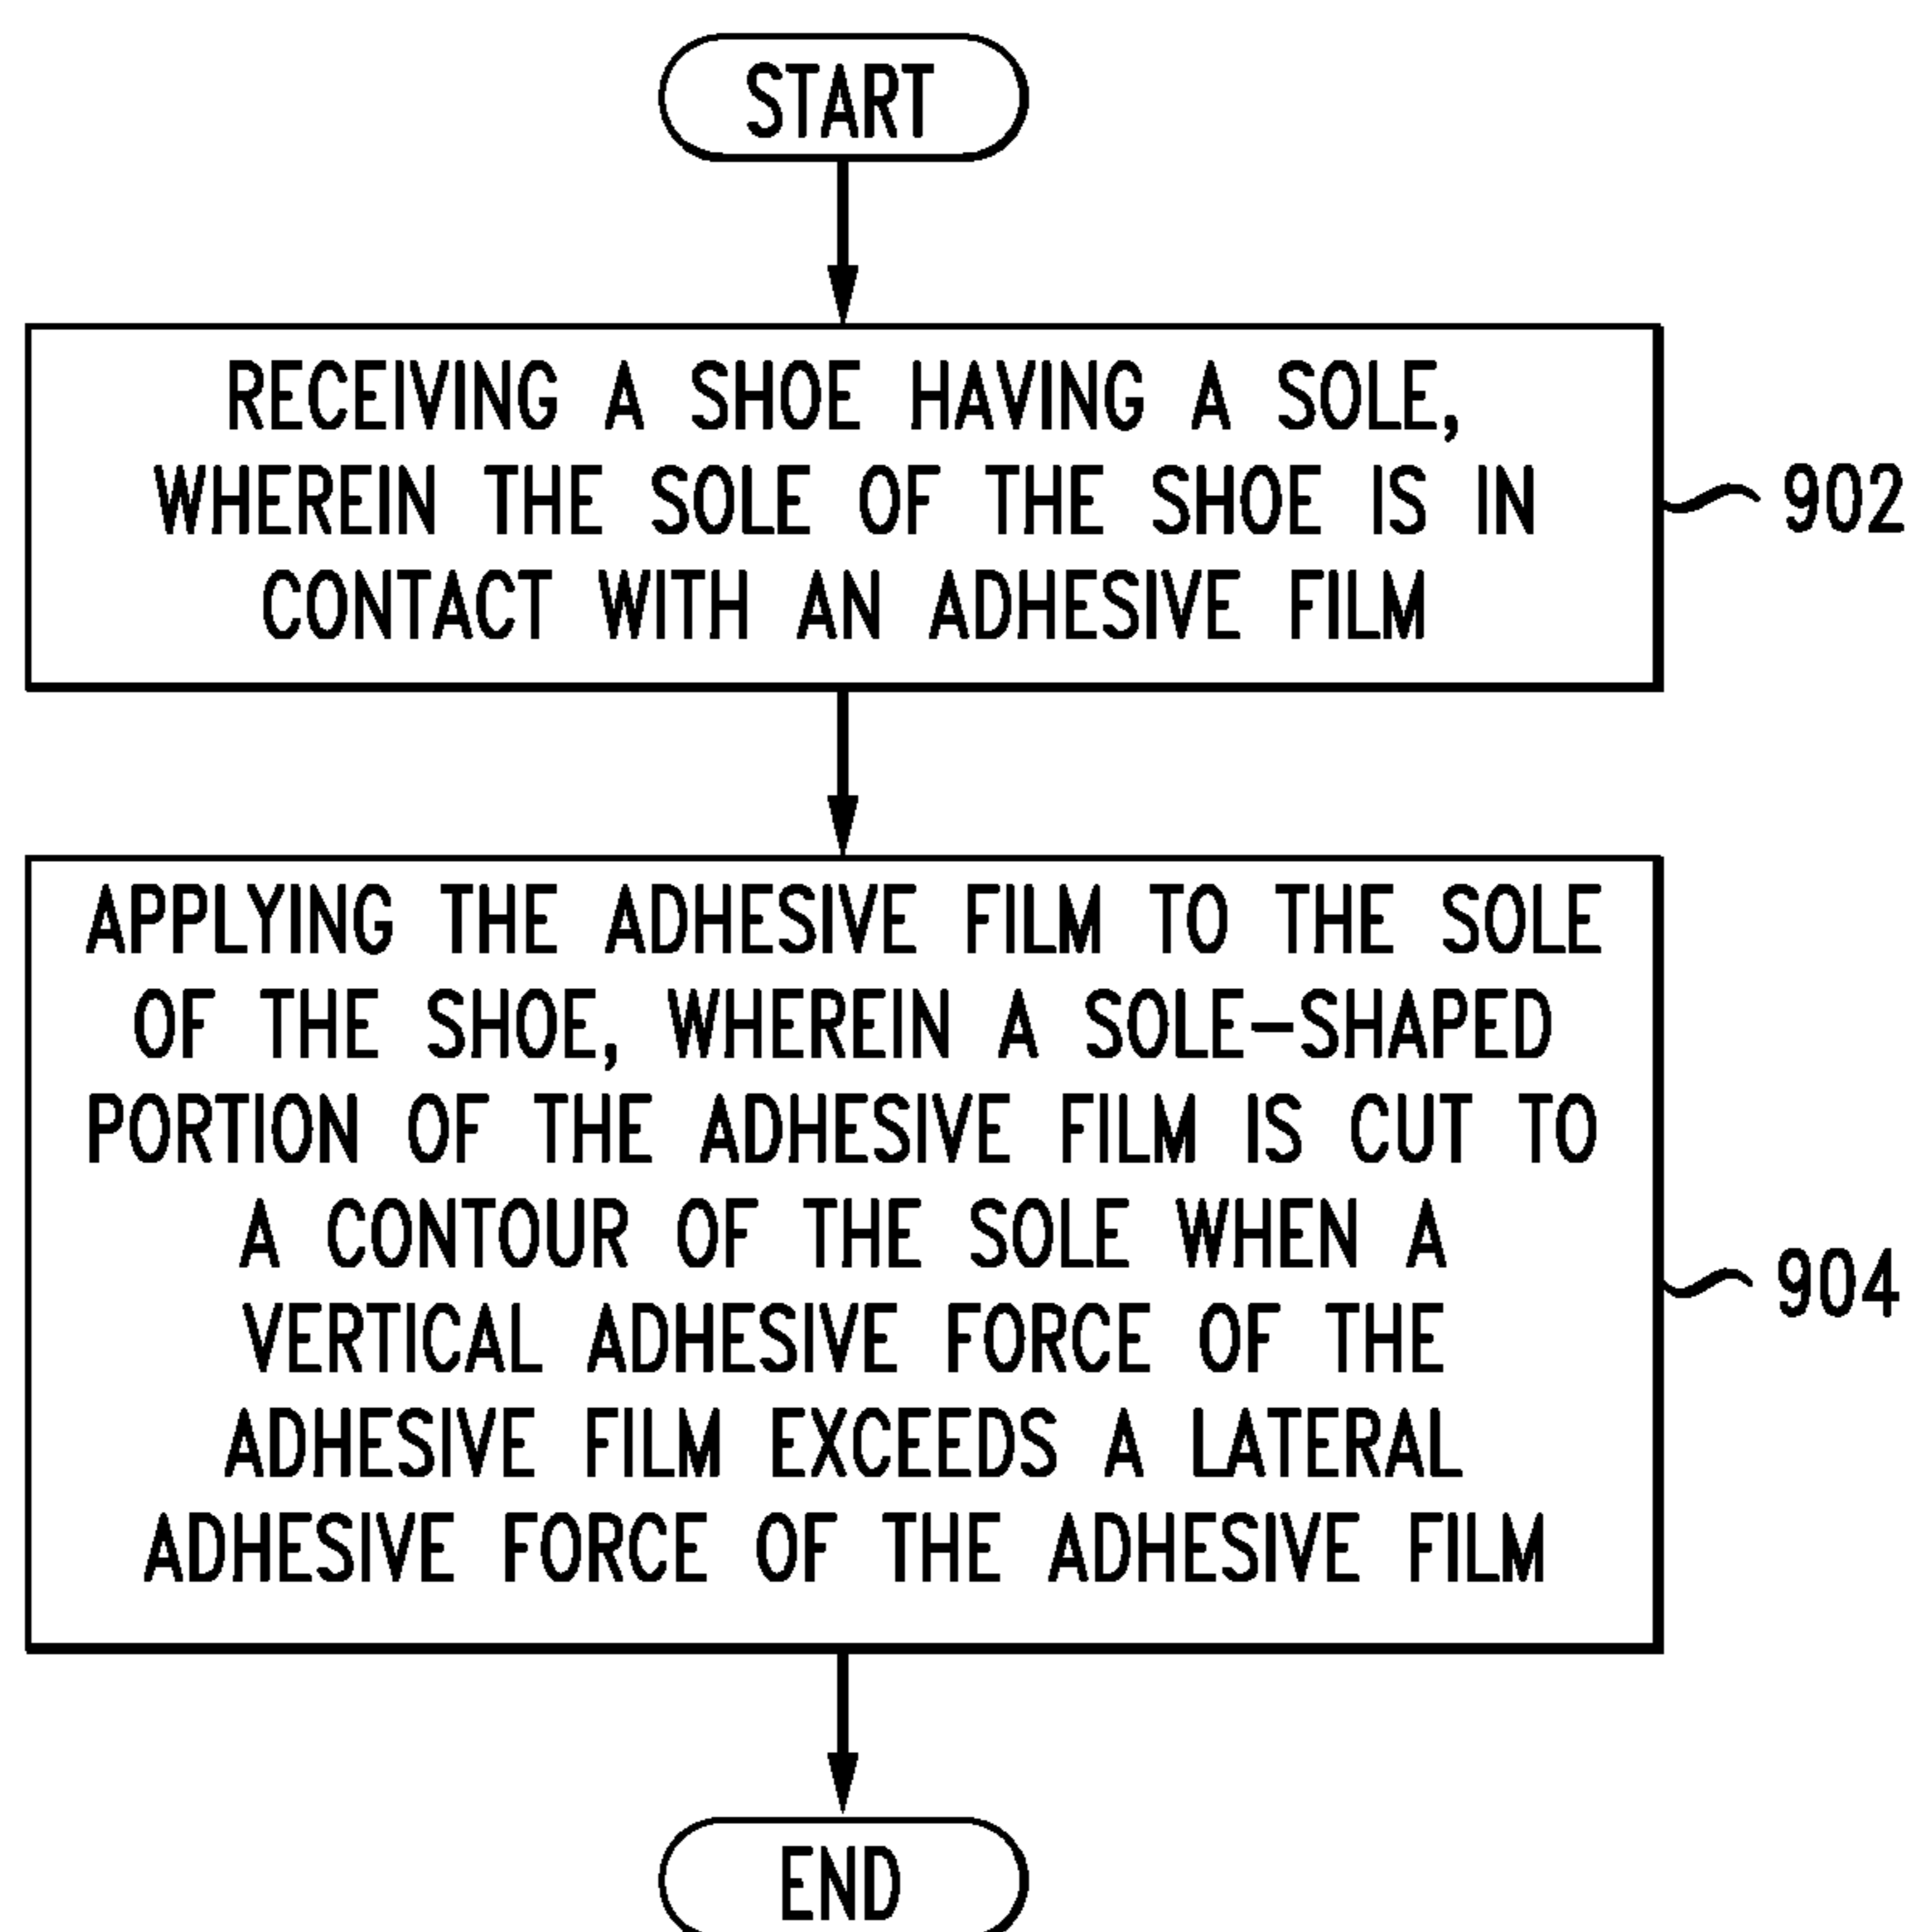 START
RECEIVING A SHOE HAVING A SOLE,
WHEREIN THE SOLE OF THE SHOE IS IN
CONTACT WITH AN ADHESIVE FILM
902
APPLYING THE ADHESIVE FILM TO THE SOLE
OF THE SHOE, WHEREIN A SOLE-SHAPED
PORTION OF THE ADHESIVE FILM IS CUT TO
A CONTOUR OF THE SOLE WHEN A
VERTICAL ADHESIVE FORCE OF THE
ADHESIVE FILM EXCEEDS A LATERAL
ADHESIVE FORCE OF THE ADHESIVE FILM
904
END